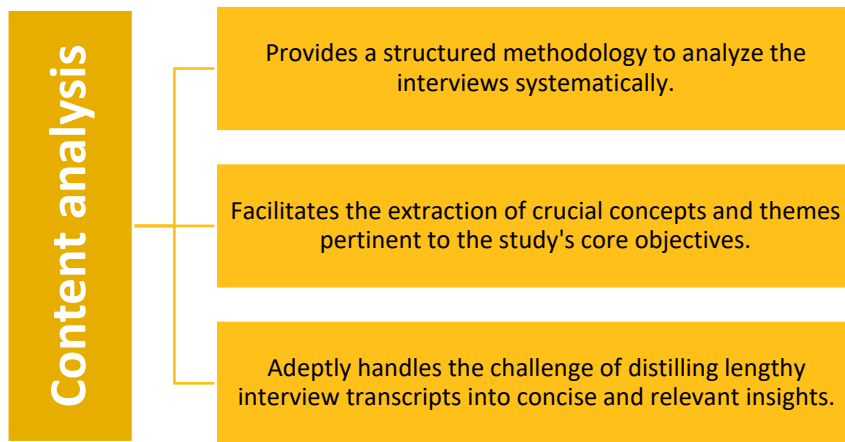 Content analysis
Provides a structured methodology to analyze the
interviews systematically.
Facilitates the extraction of crucial concepts and themes
pertinent to the study's core objectives.
Adeptly handles the challenge of distilling lengthy
interview transcripts into concise and relevant insights.